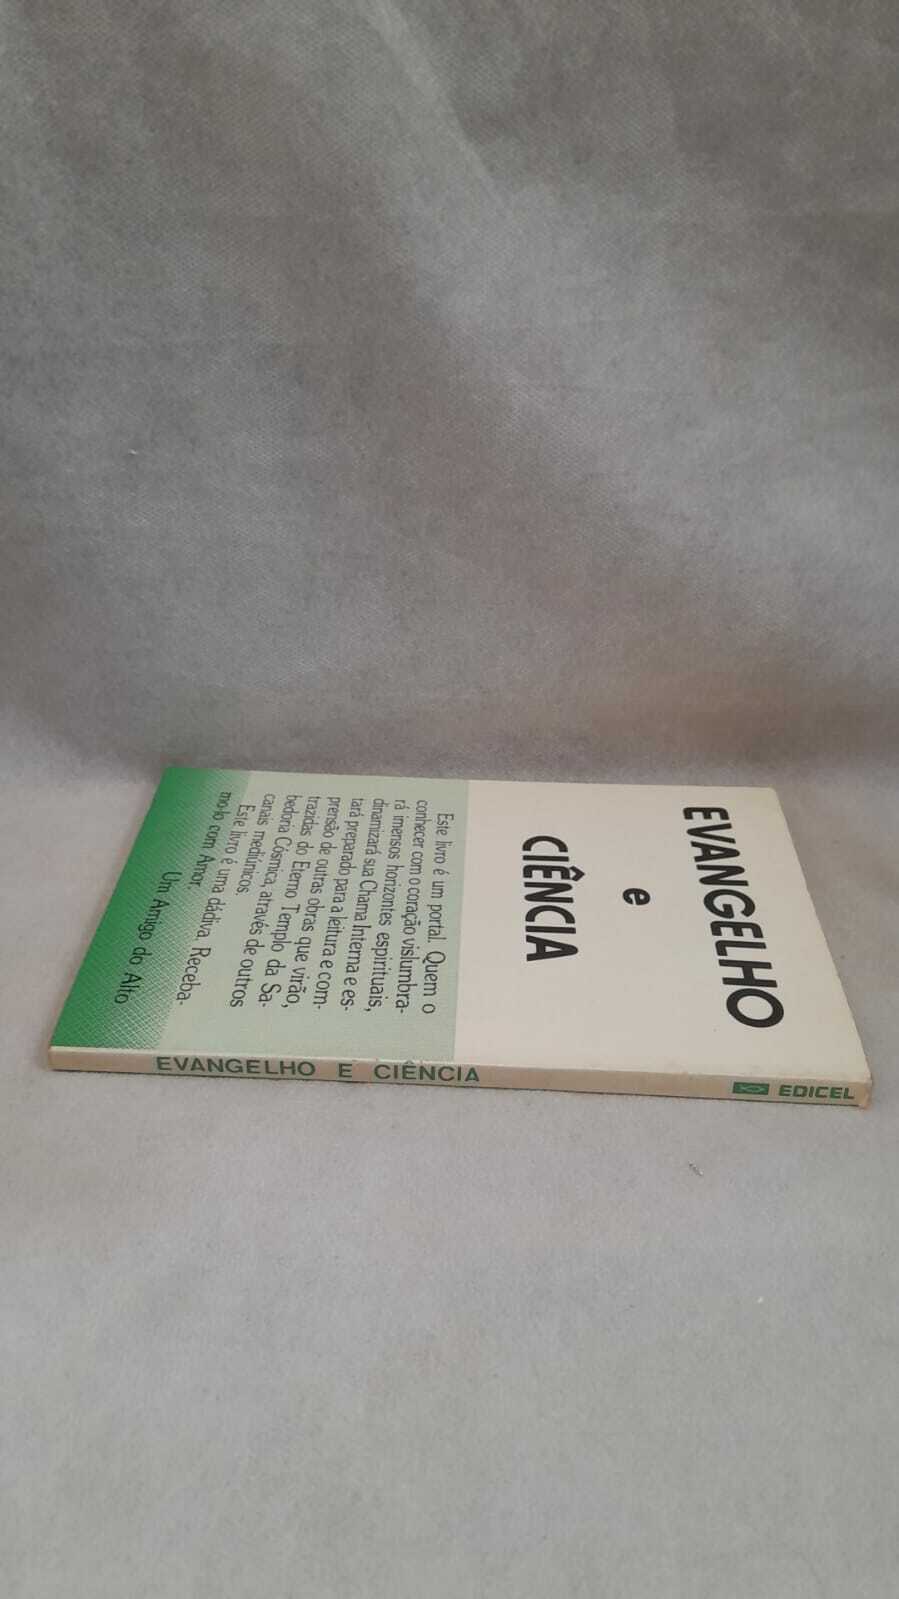 EVANGELHO
e
CIÊNCIA
Este livro é um portal. Quem o
conhecer com o coração vislumbra-
rá imensos horizontes espirituais,
dinamizará sua Chama Interna e es-
tará preparado para a leitura e com-
prensão de outras obras que virão,
trazidas do Eterno Templo da Sa-
bedoria Cósmica, através de outros
canais mediúnicos.
Este livro é uma dádiva. Receba-
mo-lo com Amor.
Um Amigo do Alto
EVANGELHO E CIÊNCIA
EDICEL